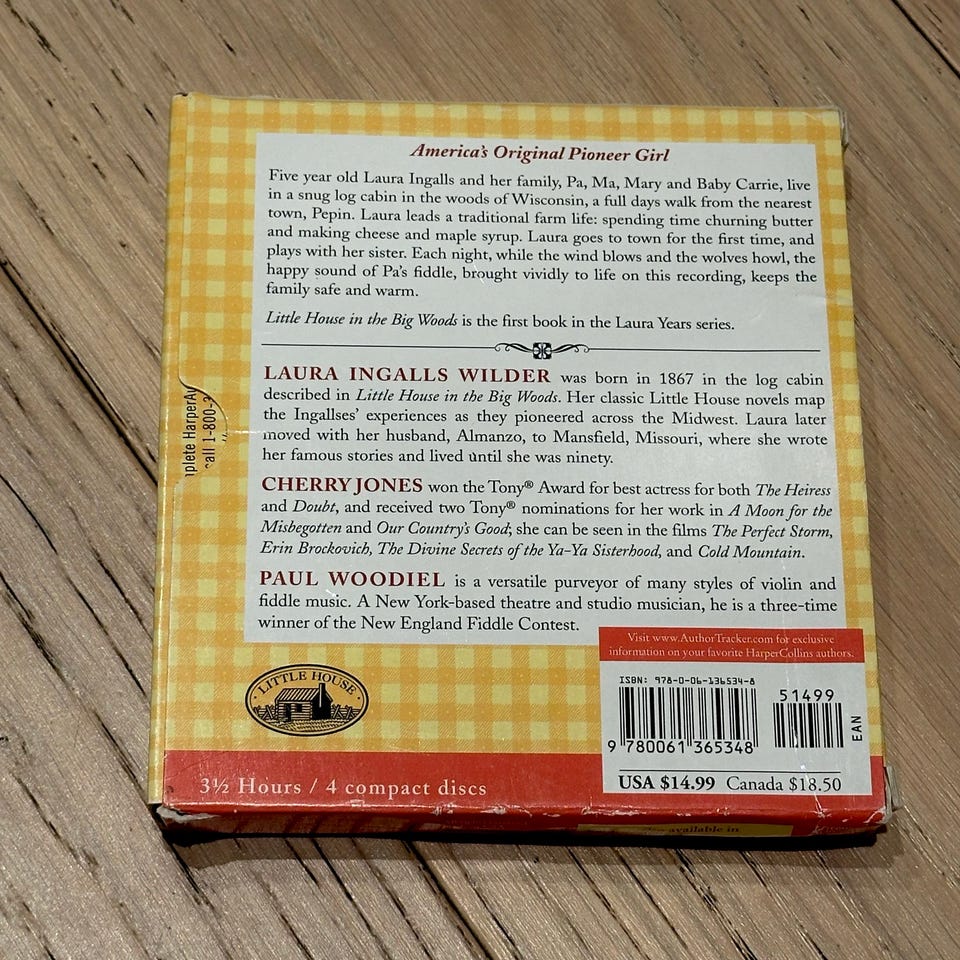 America's Original Pioneer Girl
Five year old Laura Ingalls and her family, Pa, Ma, Mary and Baby Carrie, live
in a snug log cabin in the woods of Wisconsin, a full days walk from the nearest
town, Pepin. Laura leads a traditional farm life: spending time churning butter
and making cheese and maple syrup. Laura goes to town for the first time, and
plays with her sister. Each night, while the wind blows and the wolves howl, the
happy sound of Pa's fiddle, brought vividly to life on this recording, keeps the
family safe and warm.
Little House in the Big Woods is the first book in the Laura Years series.
LAURA INGALLS WILDER was born in 1867 in the log cabin
described in Little House in the Big Woods. Her classic Little House novels map
the Ingallses' experiences as they pioneered across the Midwest. Laura later
moved with her husband, Almanzo, to Mansfield, Missouri, where she wrote
her famous stories and lived until she was ninety.
CHERRY JONES won the Tony® Award for best actress for both The Heiress
and Doubt, and received two Tony® nominations for her work in A Moon for the
Misbegotten and Our Country's Good; she can be seen in the films The Perfect Storm,
Erin Brockovich, The Divine Secrets of the Ya-Ya Sisterhood, and Cold Mountain.
PAUL WOODIEL is a versatile purveyor of many styles of violin and
fiddle music. A New York-based theatre and studio musician, he is a three-time
winner of the New England Fiddle Contest.
plete HarperAu
call 1-800-3
Visit www.AuthorTracker.com for exclusive
information on your favorite HarperCollins authors.
ISBN: 978-0-06-136534-8
51499
EAN
9 780061 365348
USA $14.99 Canada $18.50
LITTLE HOUSE
3½ Hours / 4 compact discs
available in